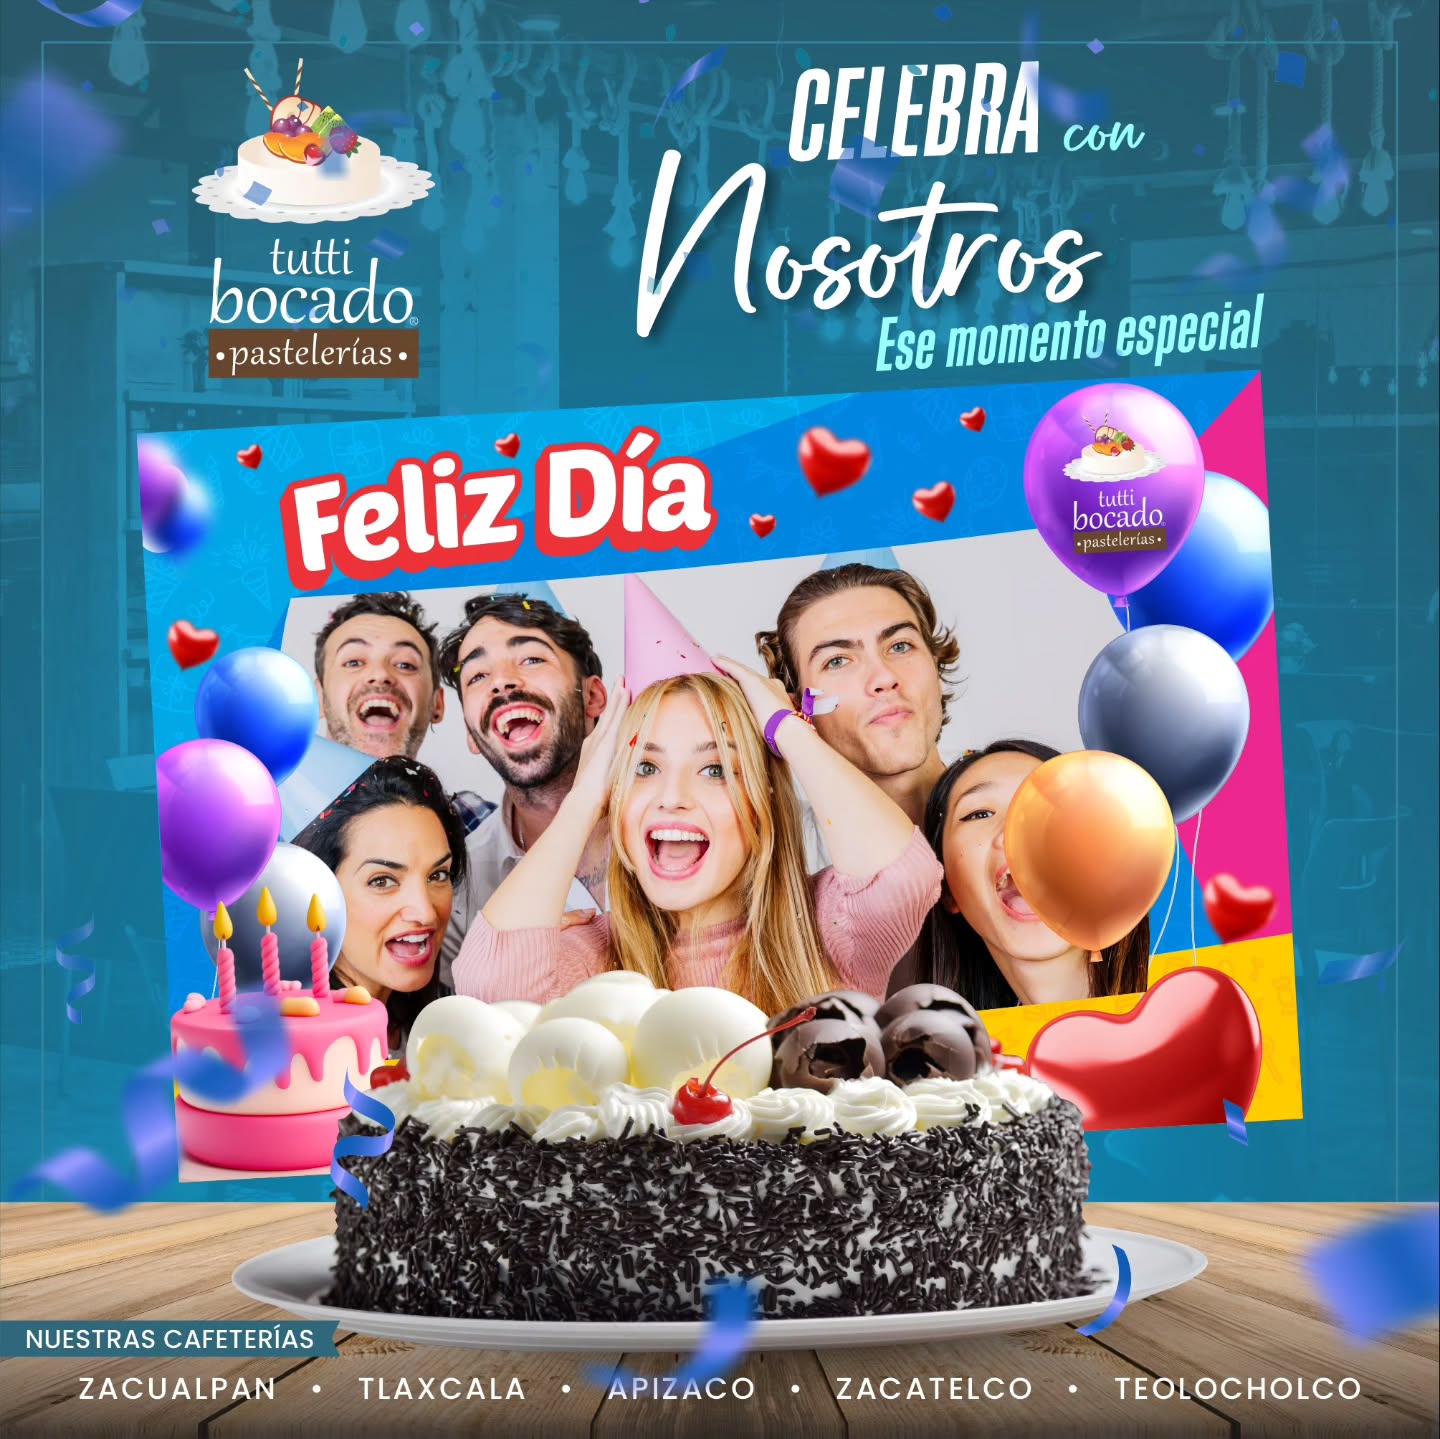 tutti
bocado®
•pastelerías•
CELEBRA con
Nosotros
Ese momento especial
Feliz Día
tutti
bocado®
•pastelerías•
NUESTRAS CAFETERÍAS
ZACUALPAN • TLAXCALA • APIZACO • ZACATELCO • TEOLOCHOLCO